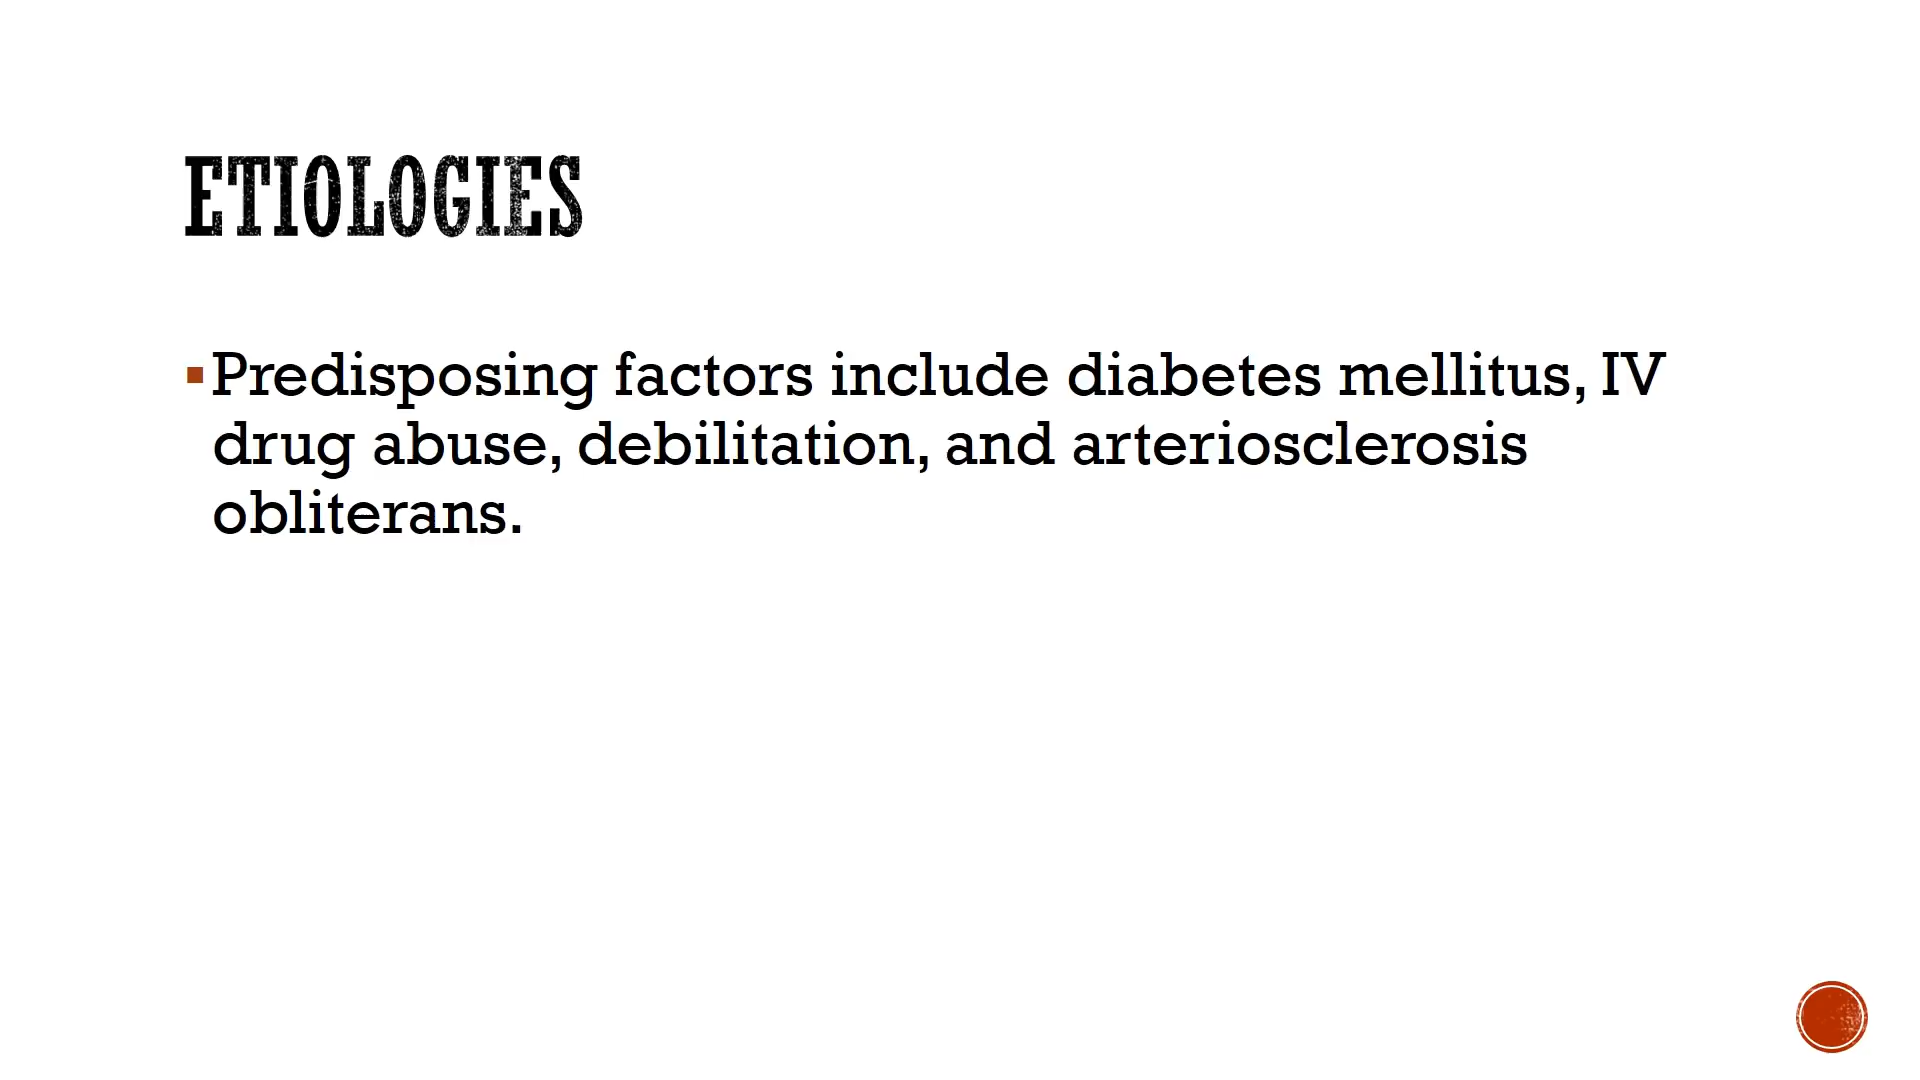 ETIOLOGIES
▪Predisposing factors include diabetes mellitus, IV
drug abuse, debilitation, and arteriosclerosis
obliterans.